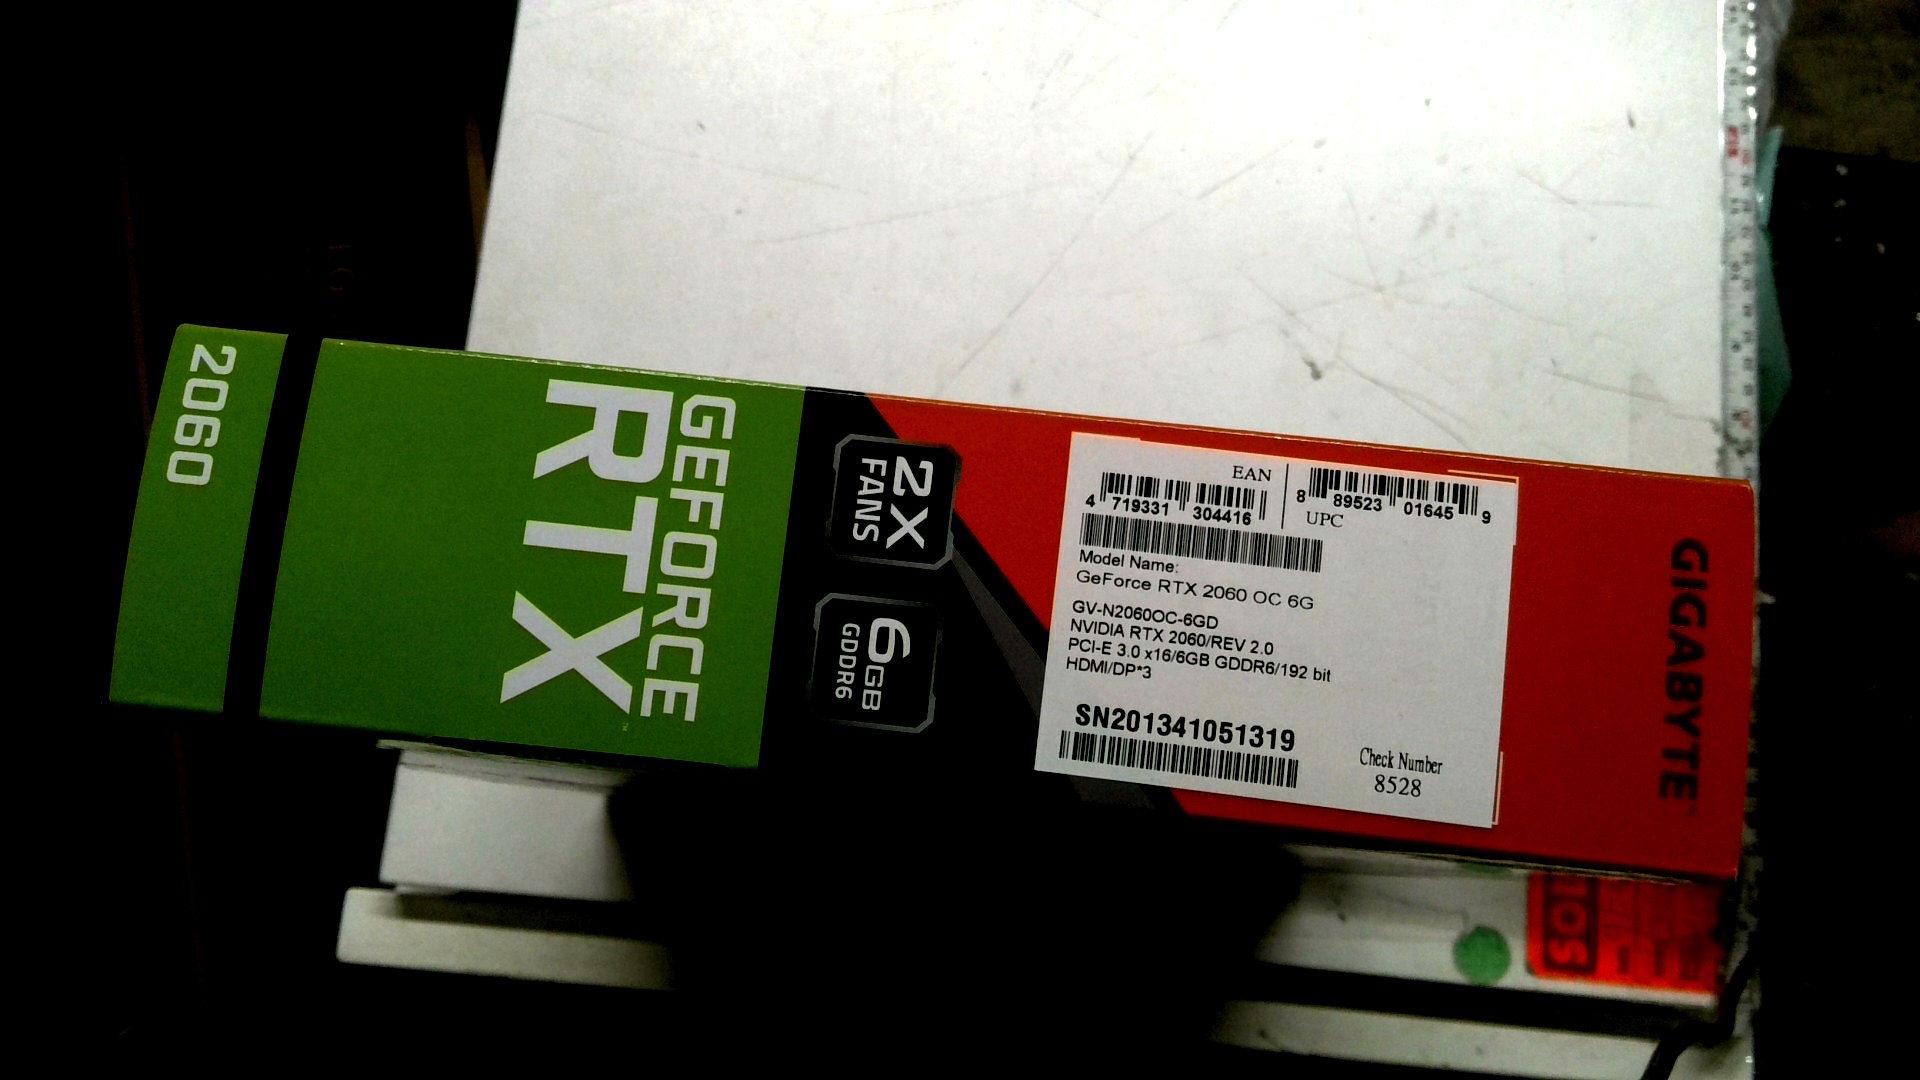 2060
GEFORCE
RTX
2X
FANS
6GB
GDDR6
EAN
4 719331 304416
8 89523 01645 9
UPC
Model Name:
GeForce RTX 2060 OC 6G
GV-N2060OC-6GD
NVIDIA RTX 2060/REV 2.0
PCI-E 3.0 x16/6GB GDDR6/192 bit
HDMI/DP*3
SN201341051319
Check Number
8528
GIGABYTE